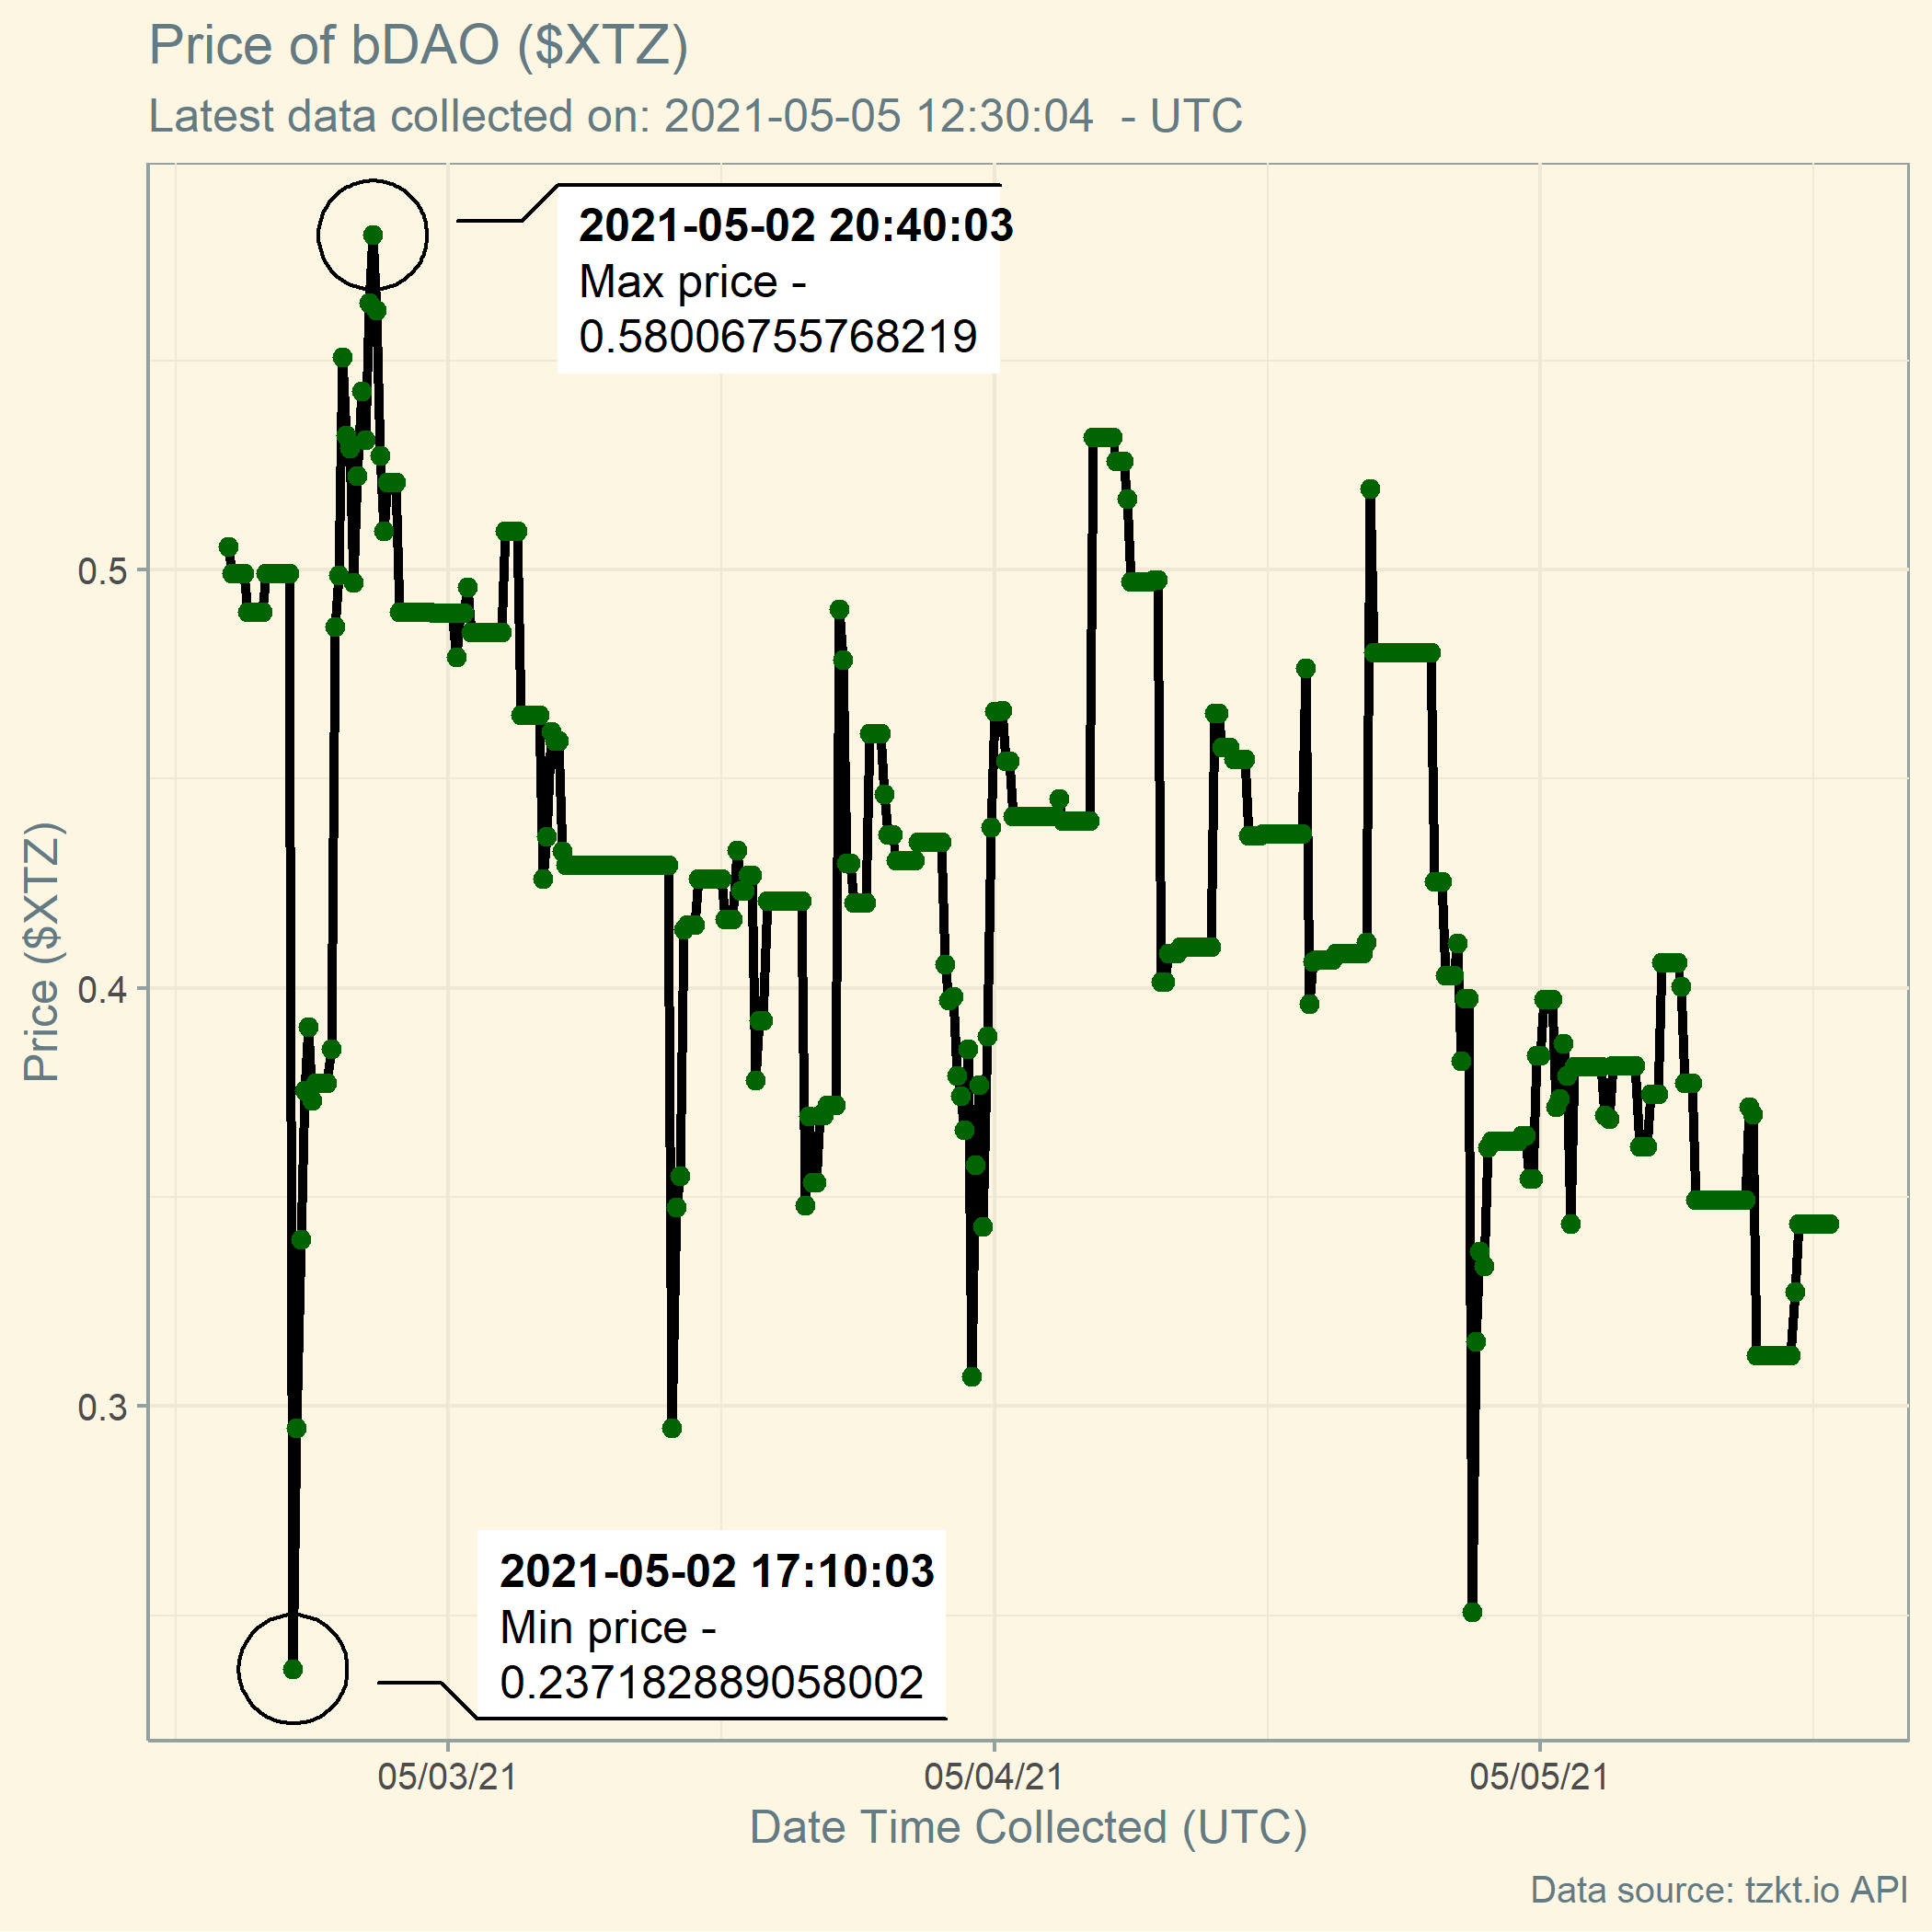 Price of bDAO ($XTZ)
Latest data collected on: 2021-05-05 12:30:04  - UTC
2021-05-02 20:40:03
Max price -
0.58006755768219
Price ($XTZ)
0.5
0.4
0.3
2021-05-02 17:10:03
Min price -
0.237182889058002
05/03/21
05/04/21
05/05/21
Date Time Collected (UTC)
Data source: tzkt.io API